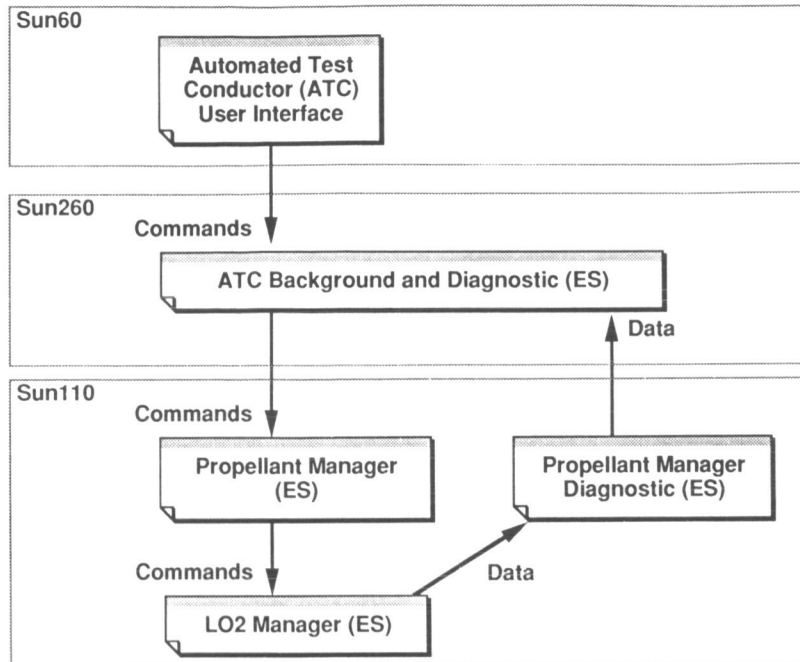 Sun60
Automated Test
Conductor (ATC)
User Interface
Sun260
Commands
ATC Background and Diagnostic (ES)
Data
Sun110
Commands
Propellant Manager
(ES)
Propellant Manager
Diagnostic (ES)
Commands
Data
LO2 Manager (ES)